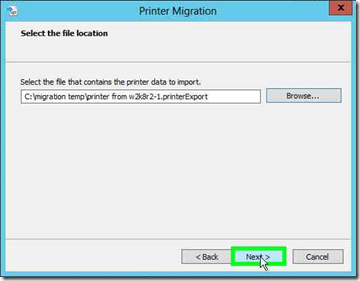 Printer Migration
x
Select the file location
Select the file that contains the printer data to import.
C:\migration temp\printer from w2k8r2-1.printerExport
Browse...
< Back
Next >
Cancel